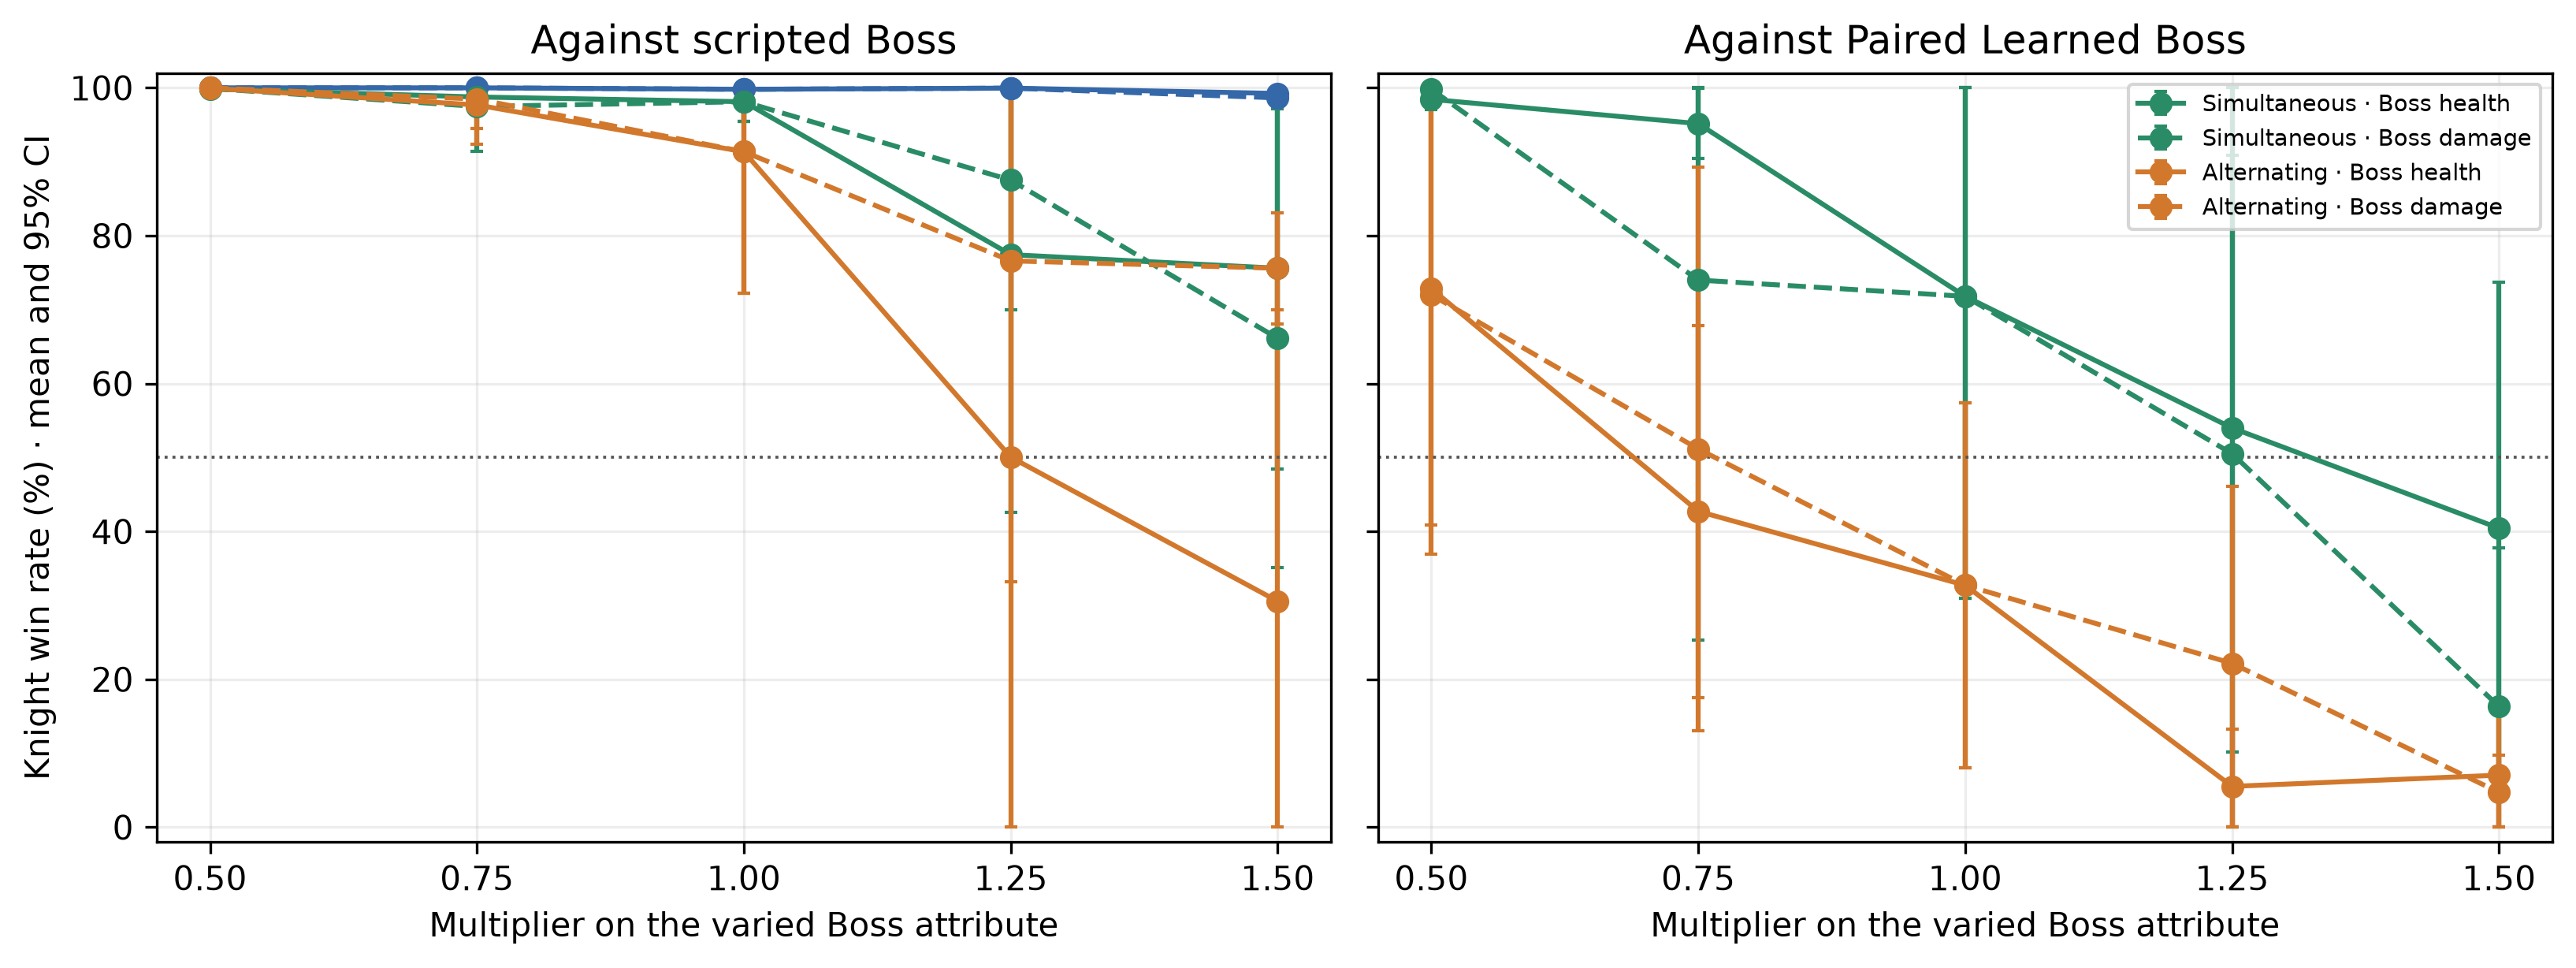 Against scripted Boss
Against Paired Learned Boss
Knight win rate (%) · mean and 95% CI
100
80
60
40
20
0
Simultaneous · Boss health
Simultaneous · Boss damage
Alternating · Boss health
Alternating · Boss damage
0.50 0.75 1.00 1.25 1.50
0.50 0.75 1.00 1.25 1.50
Multiplier on the varied Boss attribute
Multiplier on the varied Boss attribute